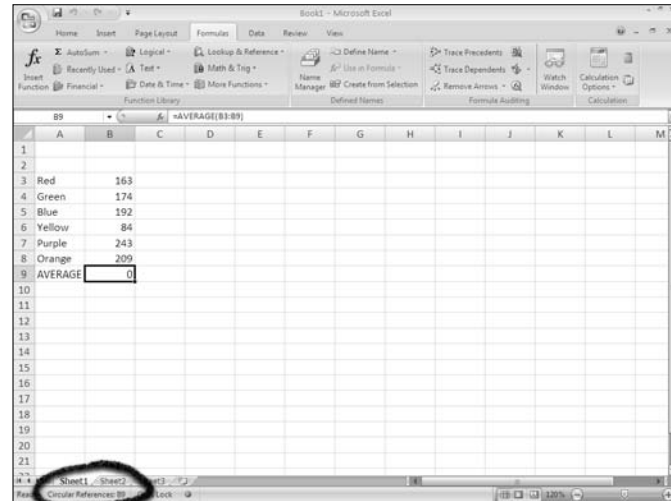 Book1 - Microsoft Excel
Home Insert Page Layout Formulas Data Review View
fx Σ AutoSum Logical Lookup & Reference Define Name Trace Precedents
Recently Used Text Math & Trig Use in Formula Trace Dependents
Insert Function Financial Date & Time More Functions Name Manager Create from Selection Remove Arrows Watch Window Calculation Options
Function Library Defined Names Formula Auditing Calculation
B9 fx =AVERAGE(B3:B9)
A B C D E F G H I J K L M
1
2
3 Red 163
4 Green 174
5 Blue 192
6 Yellow 84
7 Purple 243
8 Orange 209
9 AVERAGE 0
10
11
12
13
14
15
16
17
18
19
20
21
Sheet1 Sheet2
Circular References: B9 Lock 120%